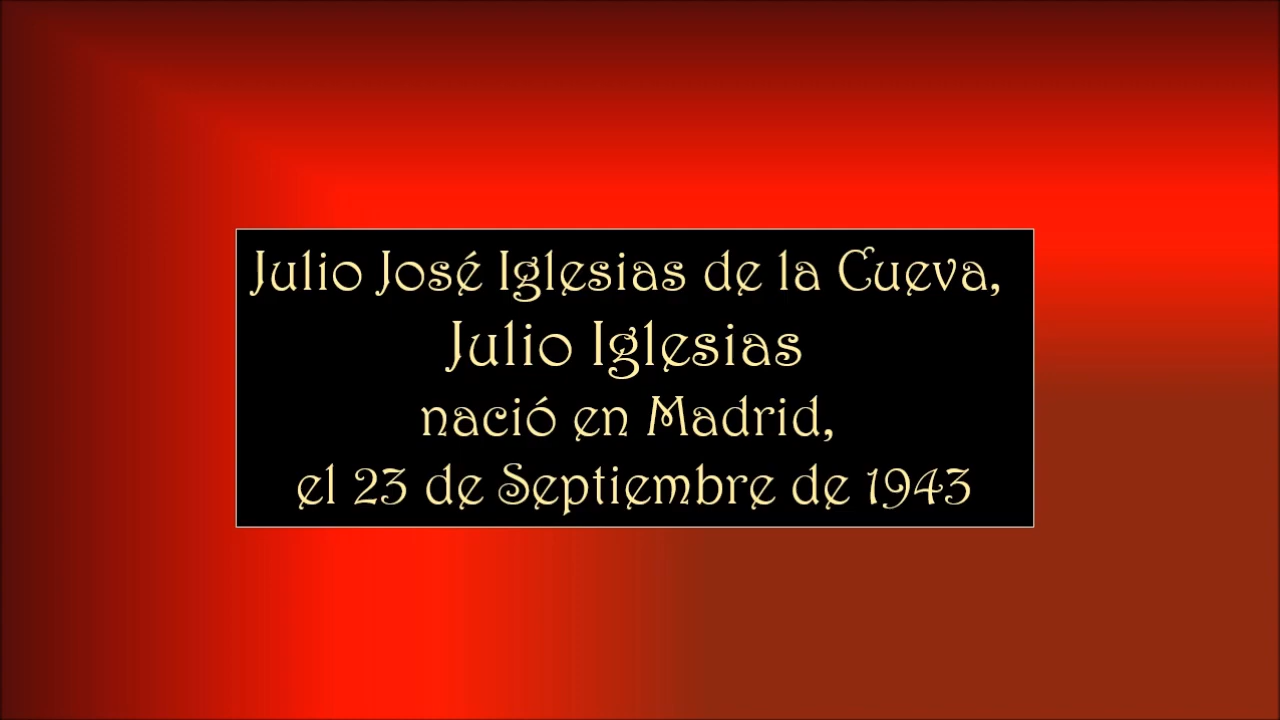 Julio José Iglesias de la Cueva,
Julio Iglesias
nació en Madrid,
el 23 de Septiembre de 1943